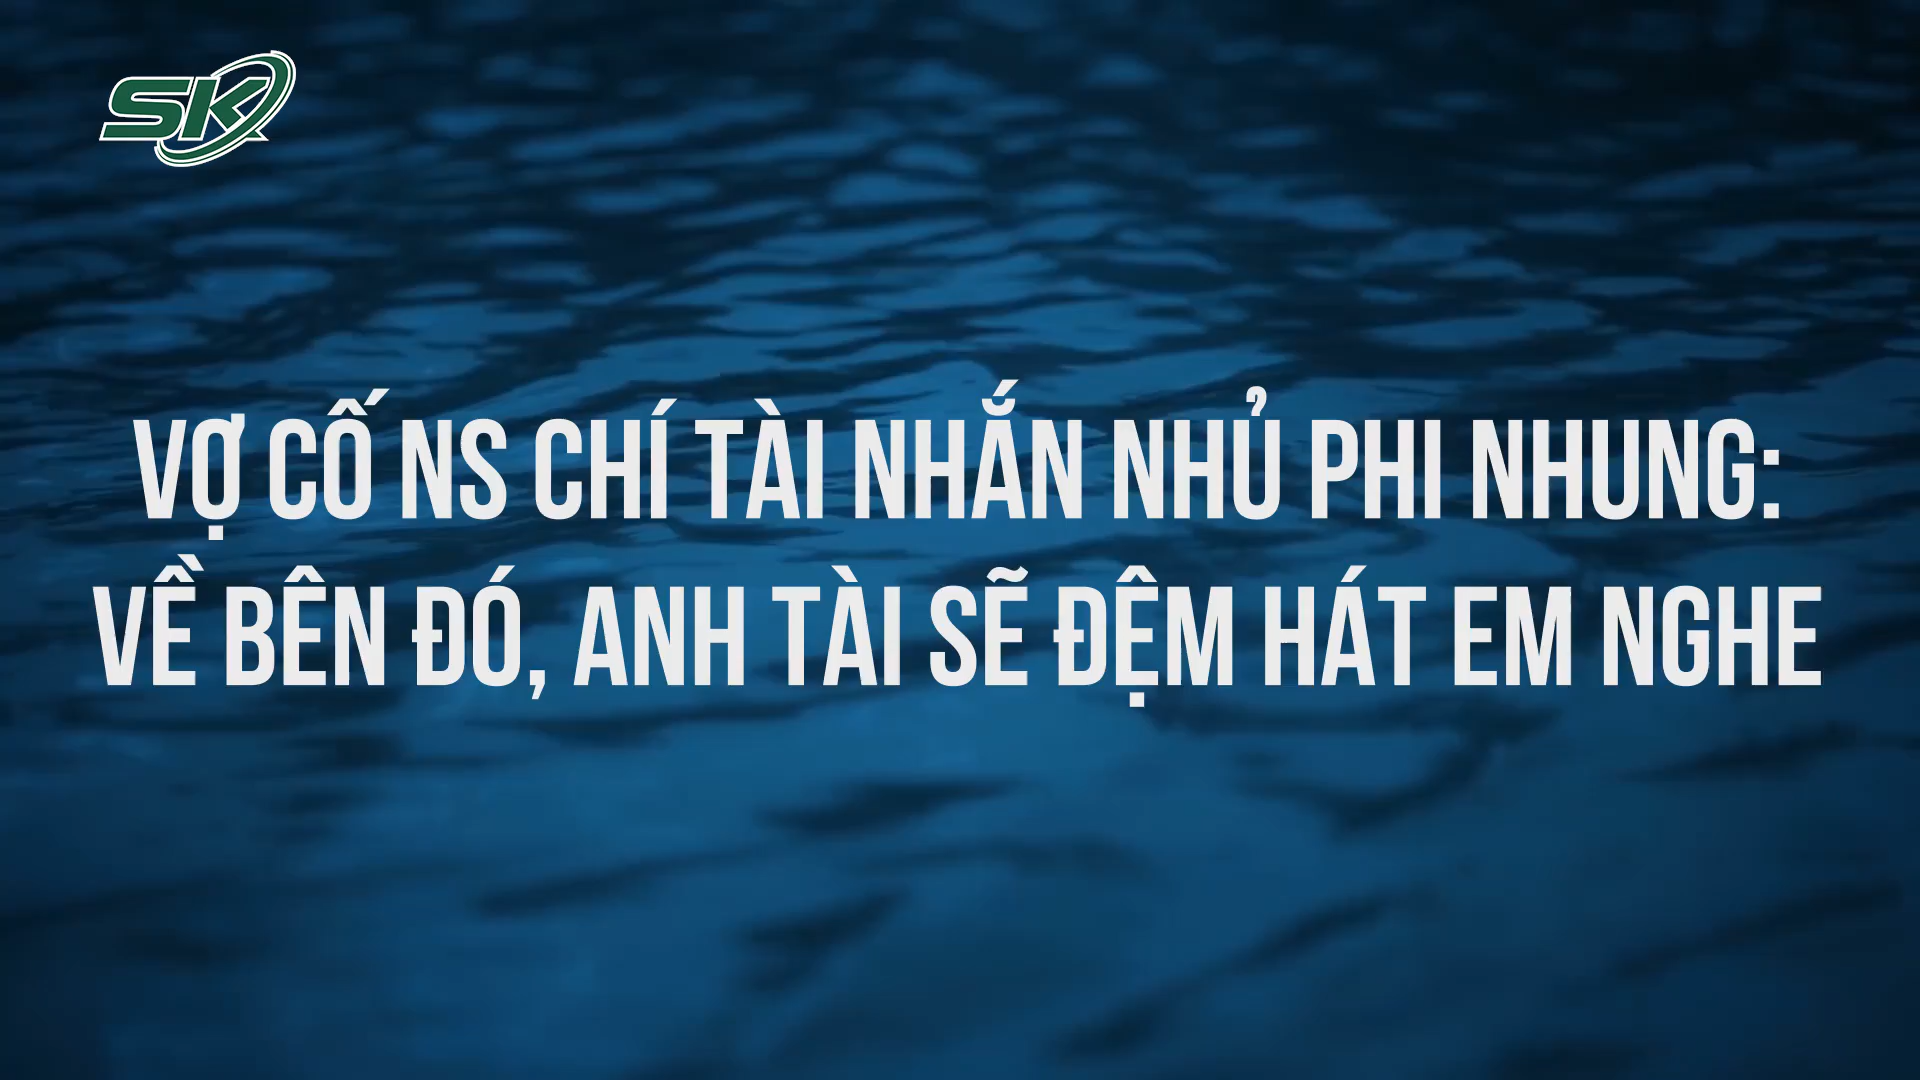 SK
VỢ CỐ NS CHÍ TÀI NHẮN NHỦ PHI NHUNG:
VỀ BÊN ĐÓ, ANH TÀI SẼ ĐỆM HÁT EM NGHE